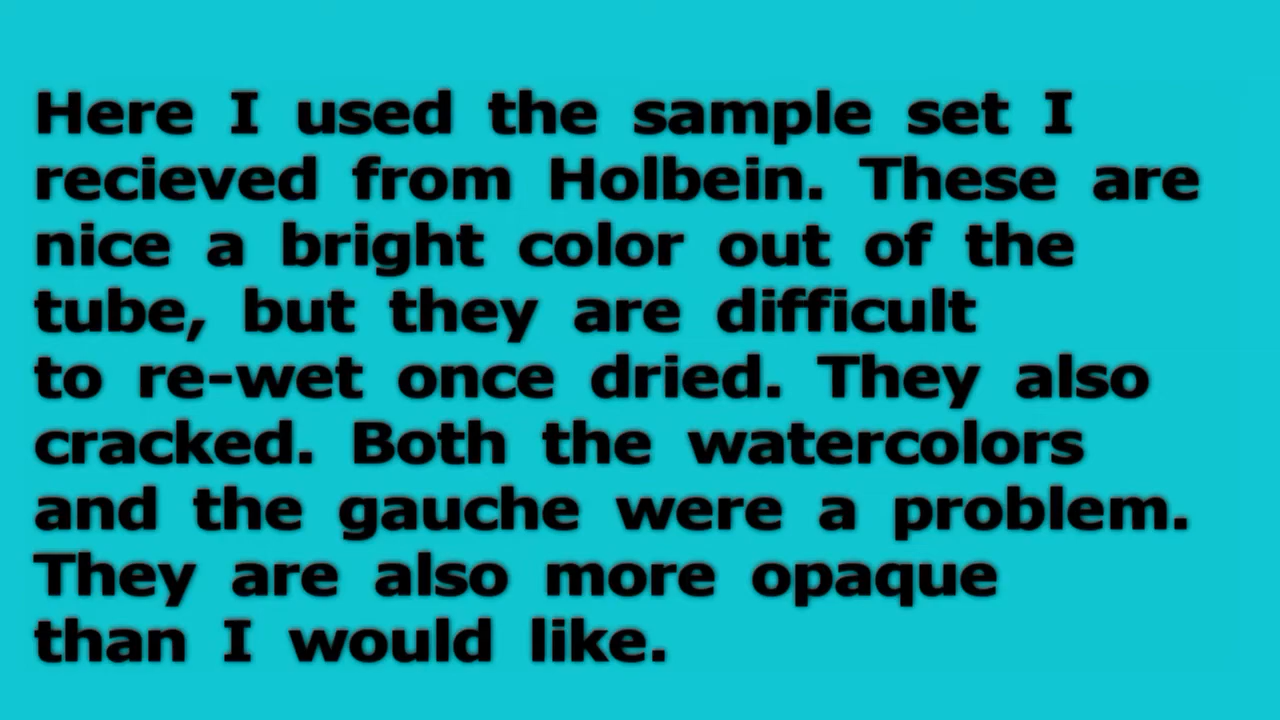 Here I used the sample set I
recieved from Holbein. These are
nice a bright color out of the
tube, but they are difficult
to re-wet once dried. They also
cracked. Both the watercolors
and the gauche were a problem.
They are also more opaque
than I would like.